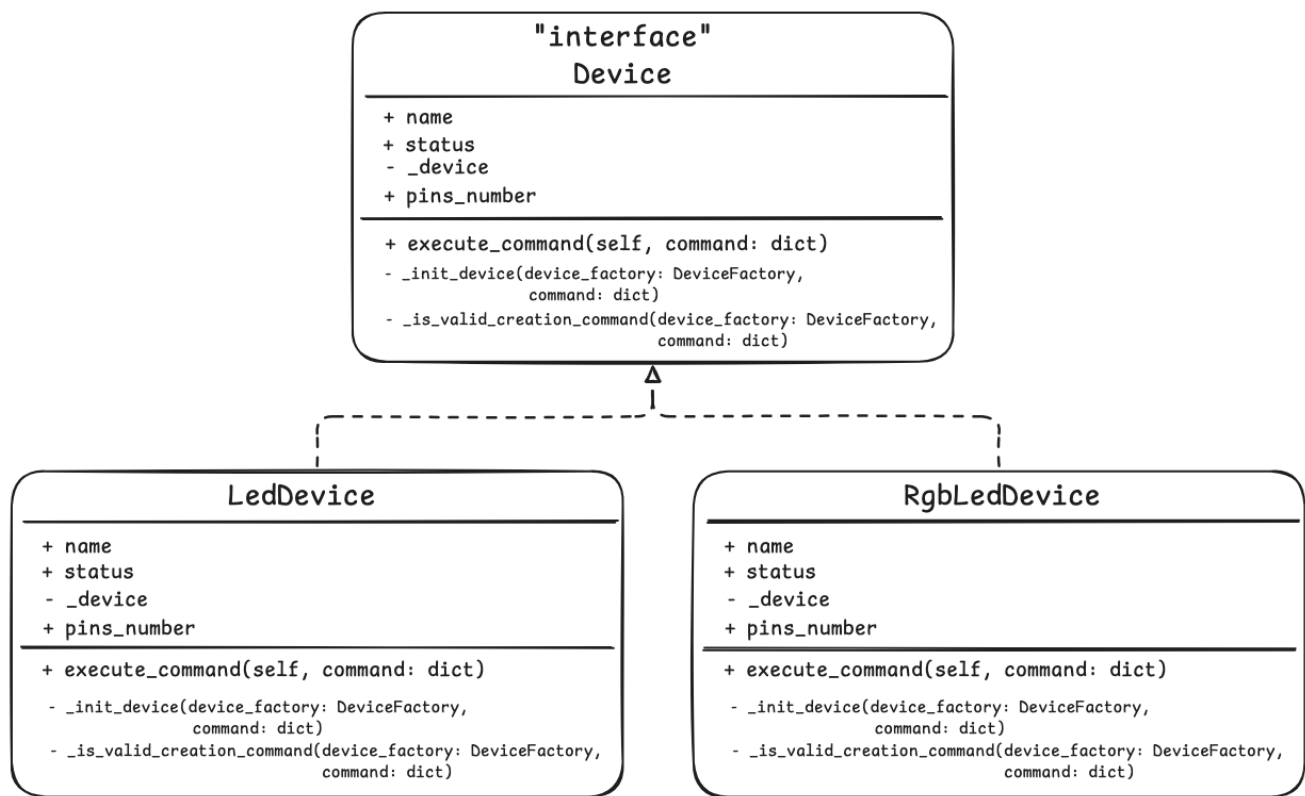 "interface"
Device
+ name
+ status
- _device
+ pins_number
+ execute_command(self, command: dict)
- _init_device(device_factory: DeviceFactory,
command: dict)
- _is_valid_creation_command(device_factory: DeviceFactory,
command: dict)
LedDevice
+ name
+ status
- _device
+ pins_number
+ execute_command(self, command: dict)
- _init_device(device_factory: DeviceFactory,
command: dict)
- _is_valid_creation_command(device_factory: DeviceFactory,
command: dict)
RgbLedDevice
+ name
+ status
- _device
+ pins_number
+ execute_command(self, command: dict)
- _init_device(device_factory: DeviceFactory,
command: dict)
- _is_valid_creation_command(device_factory: DeviceFactory,
command: dict)